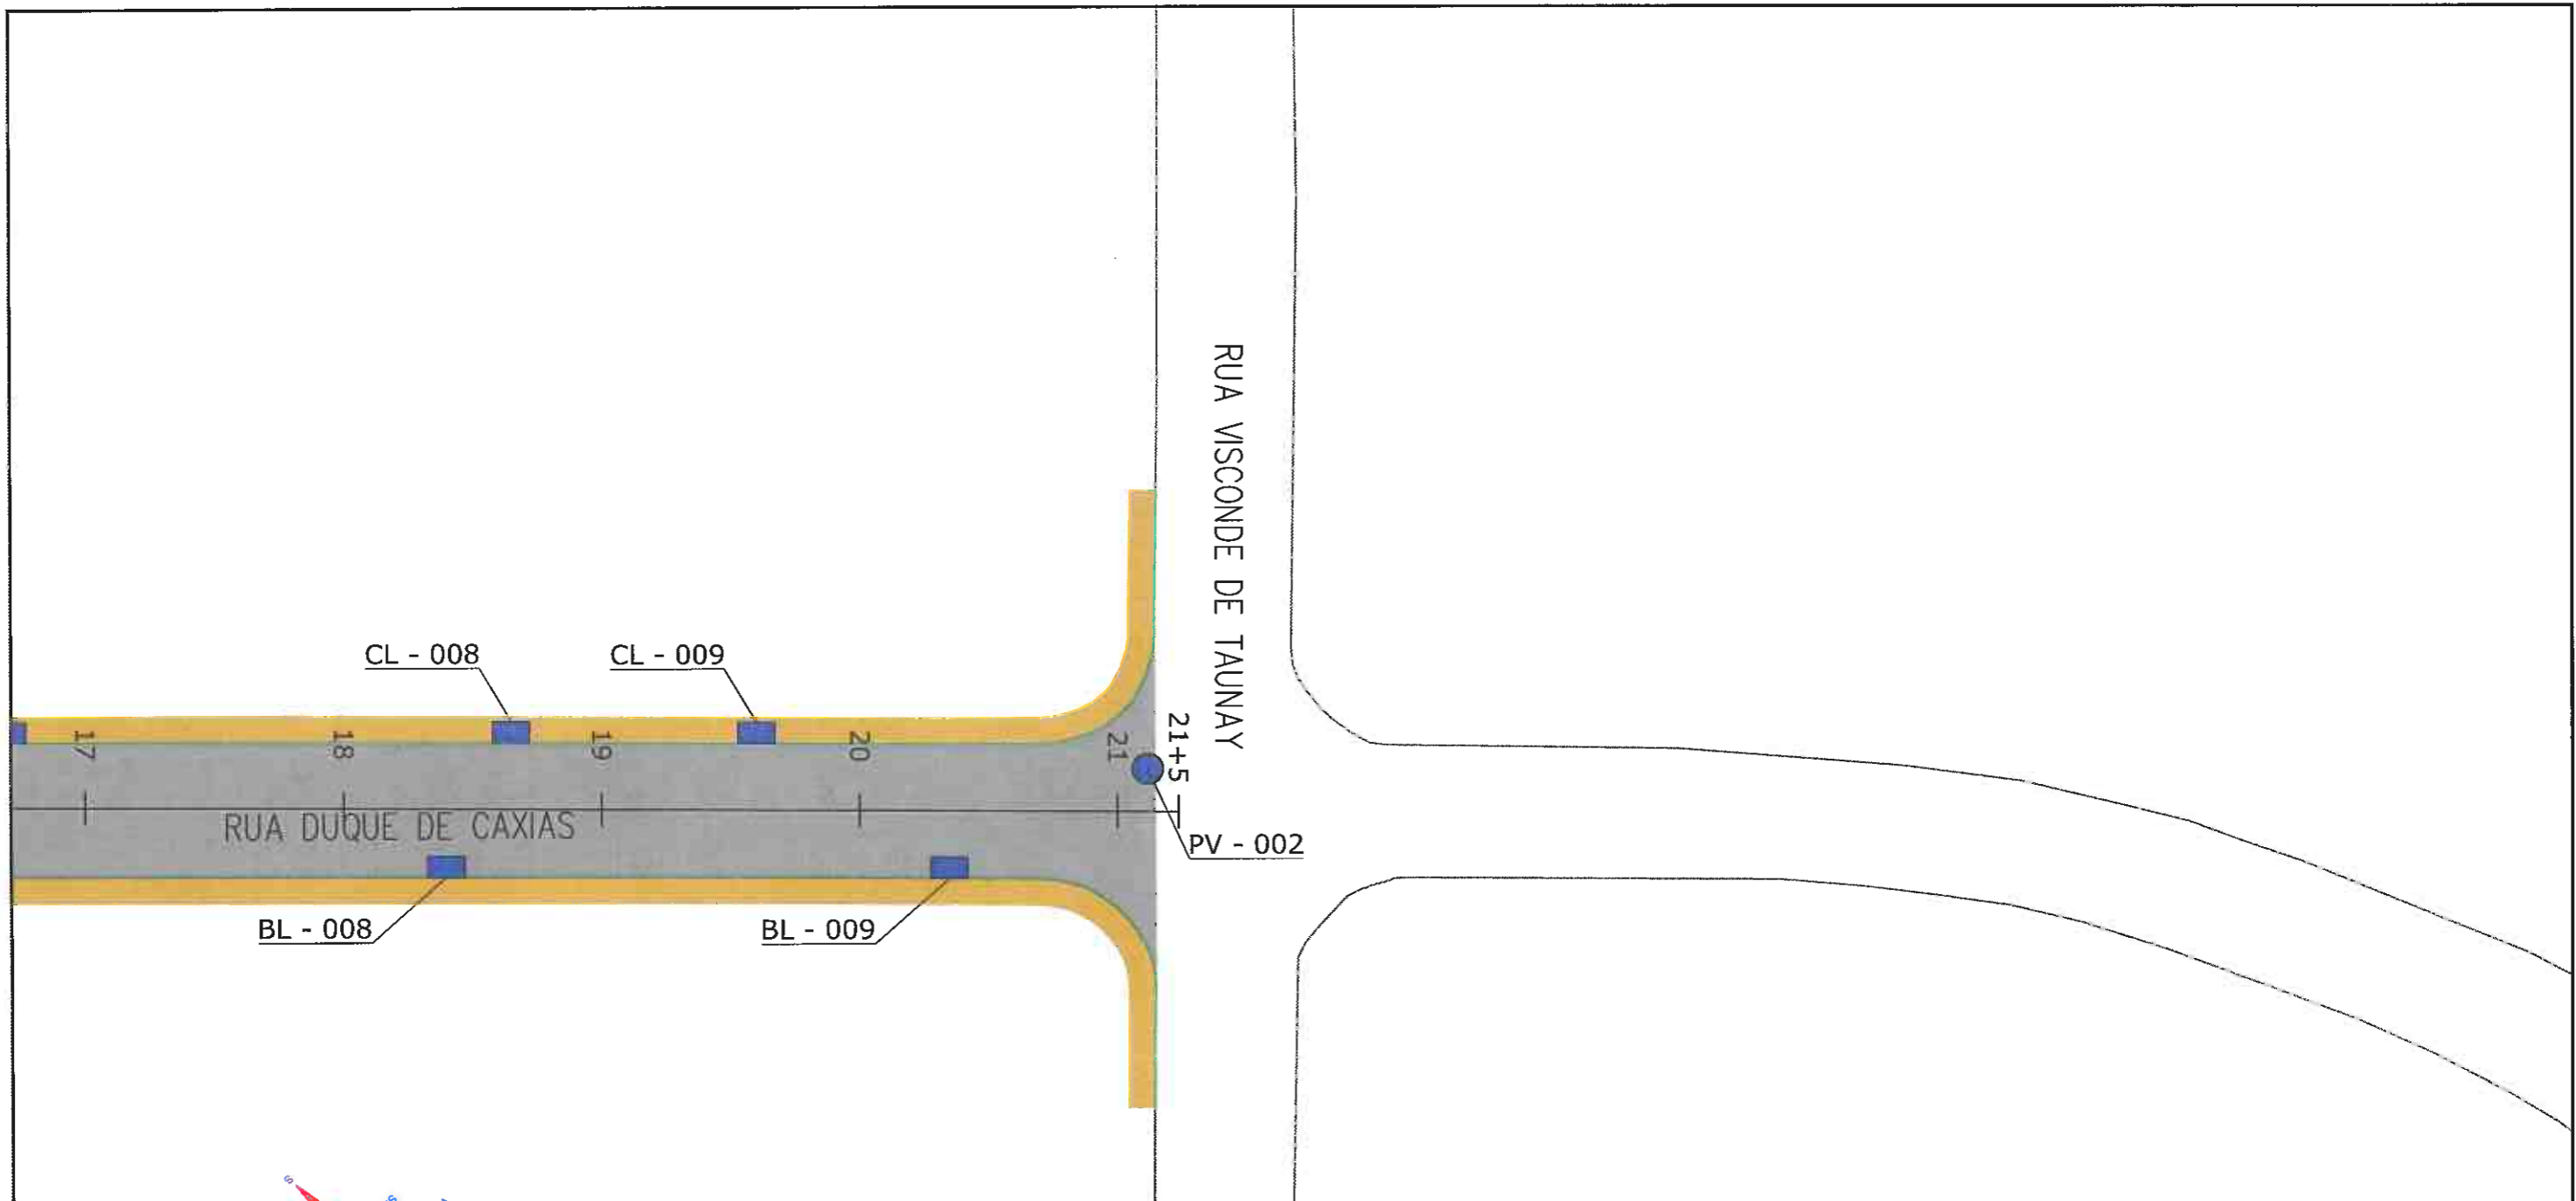 RUA VISCONDE DE TAUNAY
CL - 008
CL - 009
17
18
19
20
21
21+5
RUA DUQUE DE CAXIAS
PV - 002
BL - 008
BL - 009
S
S